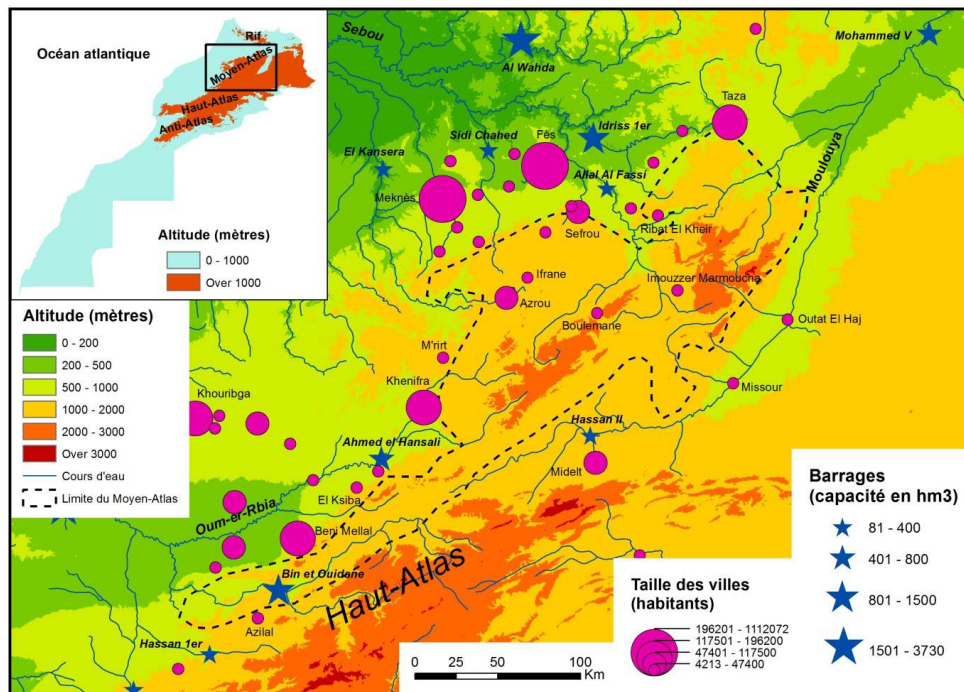 Océan atlantique
Rif
Moyen-Atlas
Haut-Atlas
Anti-Atlas
Altitude (mètres)
0 - 1000
Over 1000
Sebou
Al Wahda
Mohammed V
Taza
Idriss 1er
Sidi Chahed
Fès
El Kansera
Allal Al Fassi
Moulouya
Meknès
Sefrou
Ribat El Kheir
Ifrane
Imouzzer Marmoucha
Azrou
Boulemane
Outat El Haj
M'rirt
Khenifra
Missour
Khouribga
Hassan II
Ahmed el Hansali
Midelt
El Ksiba
Oum-er-Rbia
Beni Mellal
Bin et Ouidane
Haut-Atlas
Azilal
Hassan 1er
Altitude (mètres)
0 - 200
200 - 500
500 - 1000
1000 - 2000
2000 - 3000
Over 3000
Cours d'eau
Limite du Moyen-Atlas
0 25 50 100
Km
Taille des villes
(habitants)
196201 - 1112072
117501 - 196200
47401 - 117500
4213 - 47400
Barrages
(capacité en hm3)
81 - 400
401 - 800
801 - 1500
1501 - 3730